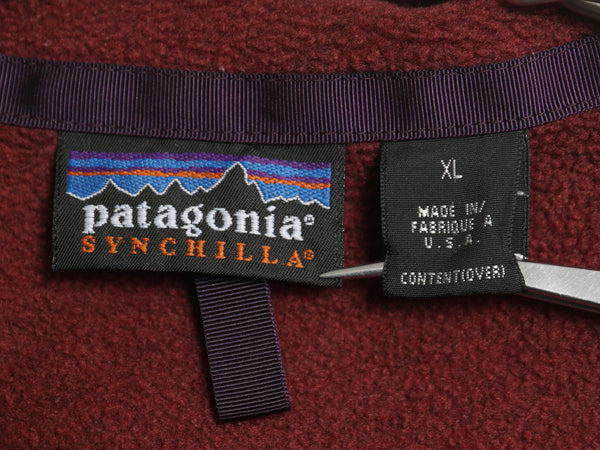 patagonia®
SYNCHILLA®
XL
MADE IN/
FABRIQUE A
U.S.A.
CONTENT(OVER)